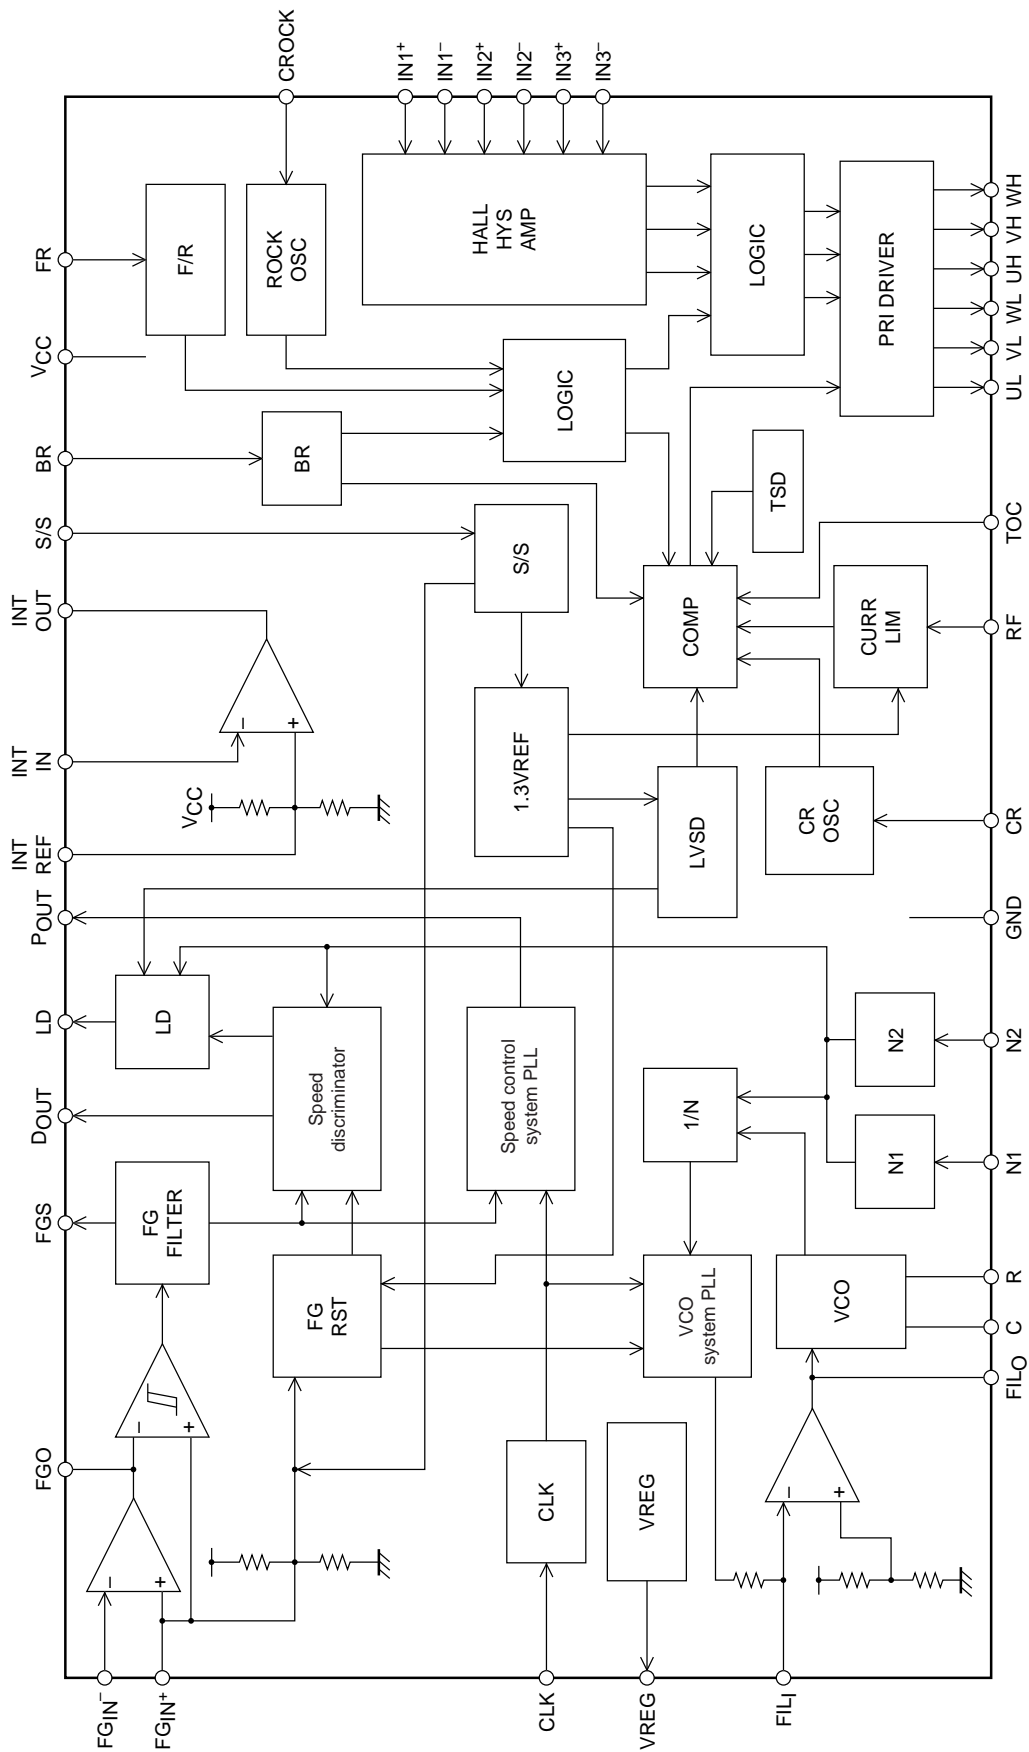 FR
VCC
BR
S/S
INT
OUT
INT
IN
INT
REF
POUT
LD
DOUT
FGS
FGO
CROCK
IN1+
IN1−
IN2+
IN2−
IN3+
IN3−
F/R
ROCK
OSC
HALL
HYS
AMP
LOGIC
PRI DRIVER
WH
VH
UH
WL
VL
UL
BR
LOGIC
TSD
S/S
COMP
CURR
LIM
TOC
RF
−
+
VCC
1.3VREF
LVSD
CR
OSC
CR
GND
LD
Speed
discriminator
Speed control
system PLL
1/N
N2
N1
N2
N1
FG
FILTER
FG
RST
VCO
system PLL
VCO
R
C
FILO
−
+
−
+
CLK
VREG
−
+
FGIN−
FGIN+
CLK
VREG
FILI